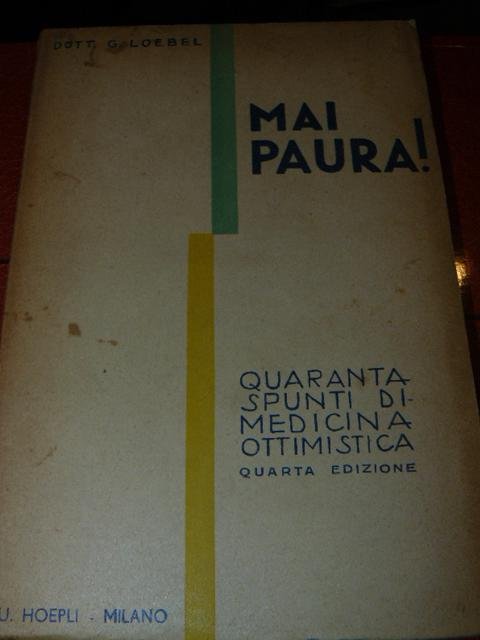 DOTT. G. LOEBEL
MAI
PAURA!
QUARANTA
SPUNTI DI
MEDICINA
OTTIMISTICA
QUARTA EDIZIONE
U. HOEPLI - MILANO